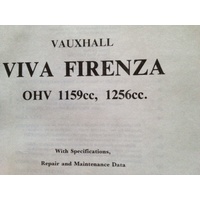 VAUXHALL
VIVA FIRENZA
OHV 1159cc, 1256cc.
With Specifications,
Repair and Maintenance Data